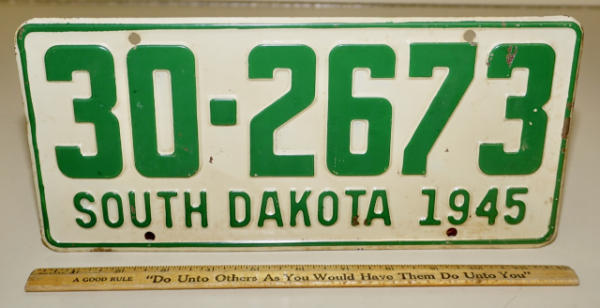 30-2673
SOUTH DAKOTA 1945
A GOOD RULE "Do Unto Others As You Would Have Them Do Unto You"